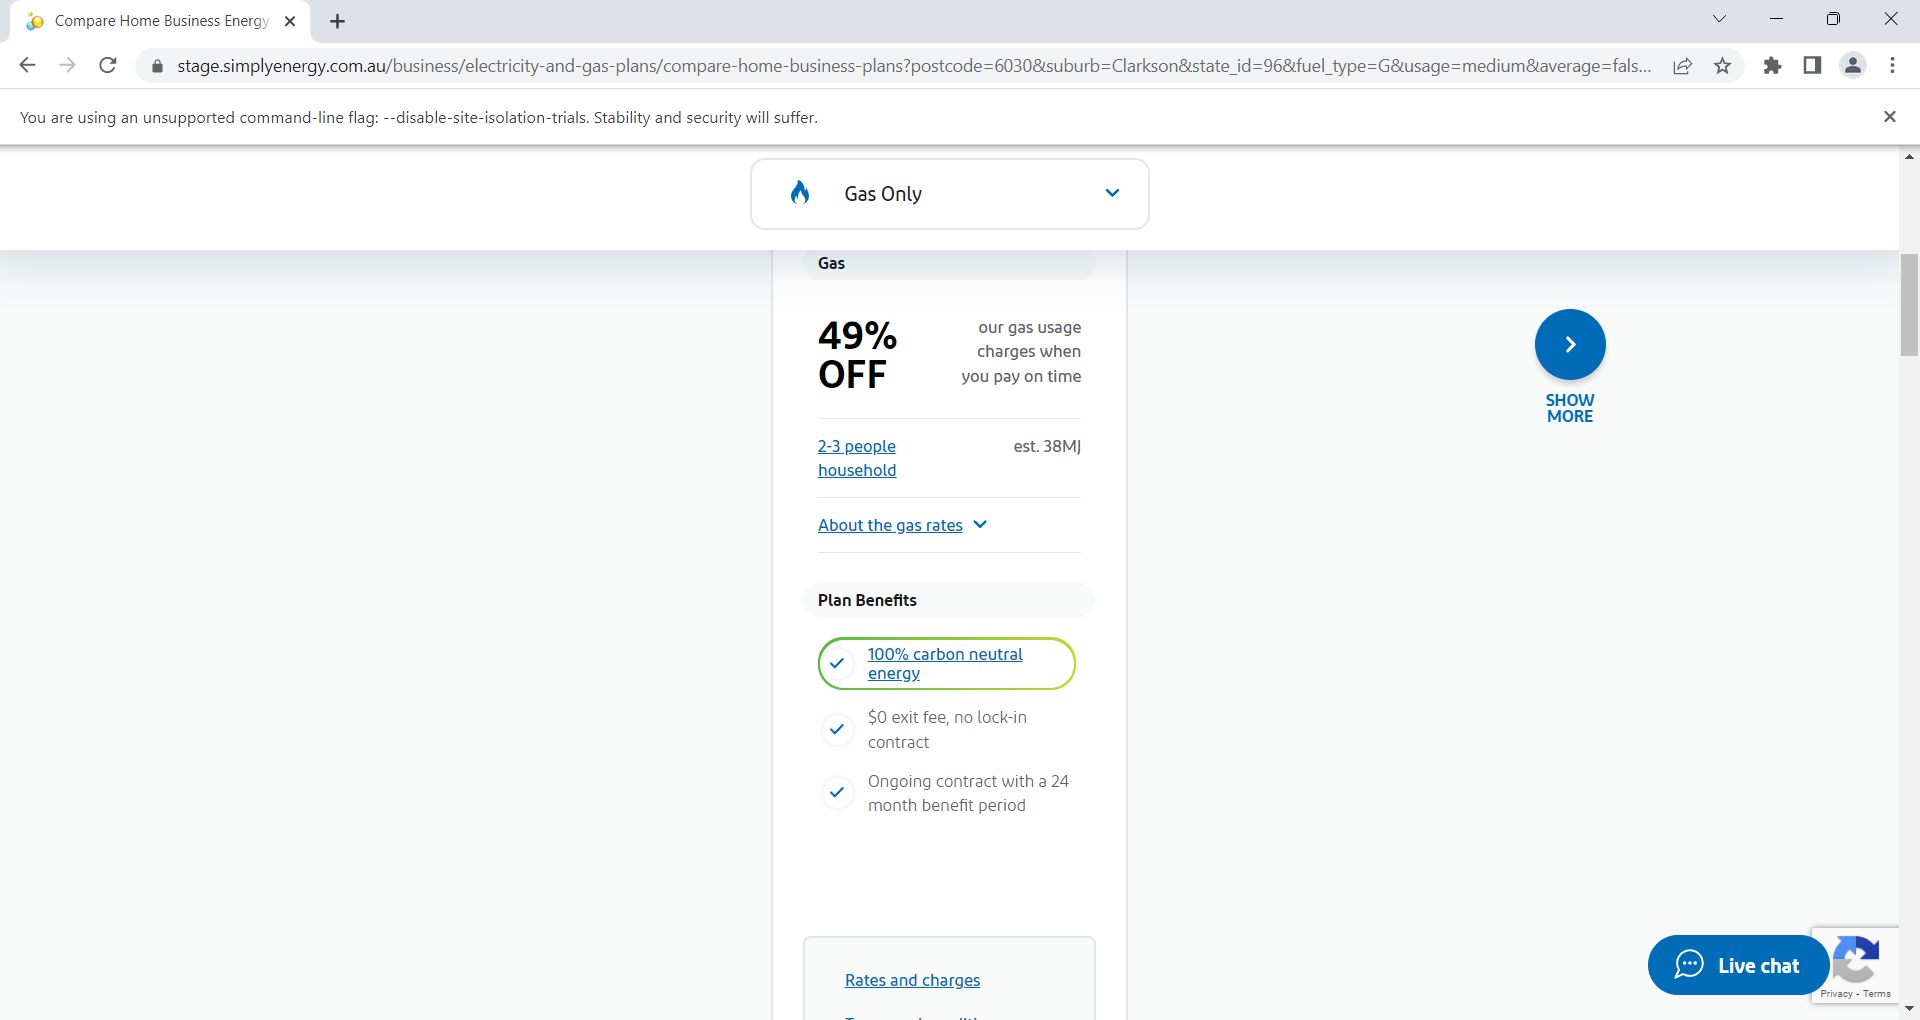 Compare Home Business Energy
stage.simplyenergy.com.au/business/electricity-and-gas-plans/compare-home-business-plans?postcode=6030&suburb=Clarkson&state_id=96&fuel_type=G&usage=medium&average=fals...
You are using an unsupported command-line flag: --disable-site-isolation-trials. Stability and security will suffer.
Gas Only
Gas
49%
OFF
our gas usage
charges when
you pay on time
2-3 people
household
est. 38MJ
About the gas rates
Plan Benefits
100% carbon neutral
energy
$0 exit fee, no lock-in
contract
Ongoing contract with a 24
month benefit period
Rates and charges
SHOW
MORE
Live chat
Privacy - Terms